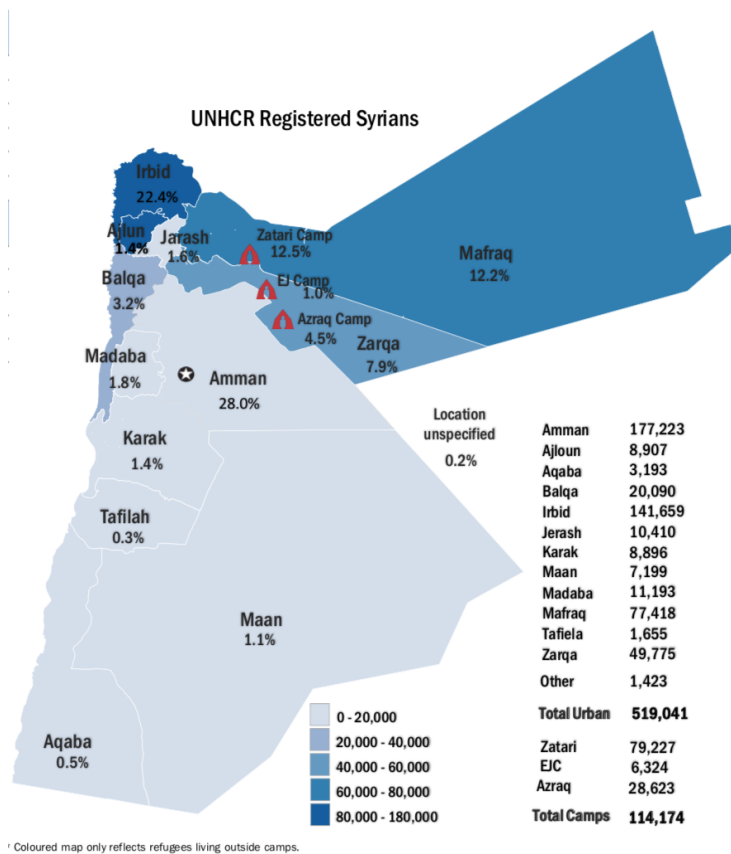 UNHCR Registered Syrians
Irbid
22.4%
Ajlun
1.4%
Jarash
1.6%
Zatari Camp
12.5%
Mafraq
12.2%
Balqa
3.2%
EJ Camp
1.0%
Azraq Camp
4.5%
Zarqa
7.9%
Madaba
1.8%
Amman
28.0%
Karak
1.4%
Location
unspecified
0.2%
Tafilah
0.3%
Maan
1.1%
Aqaba
0.5%
0 - 20,000
20,000 - 40,000
40,000 - 60,000
60,000 - 80,000
80,000 - 180,000
Amman 177,223
Ajloun 8,907
Aqaba 3,193
Balqa 20,090
Irbid 141,659
Jerash 10,410
Karak 8,896
Maan 7,199
Madaba 11,193
Mafraq 77,418
Tafiela 1,655
Zarqa 49,775
Other 1,423
Total Urban 519,041
Zatari 79,227
EJC 6,324
Azraq 28,623
Total Camps 114,174
Coloured map only reflects refugees living outside camps.